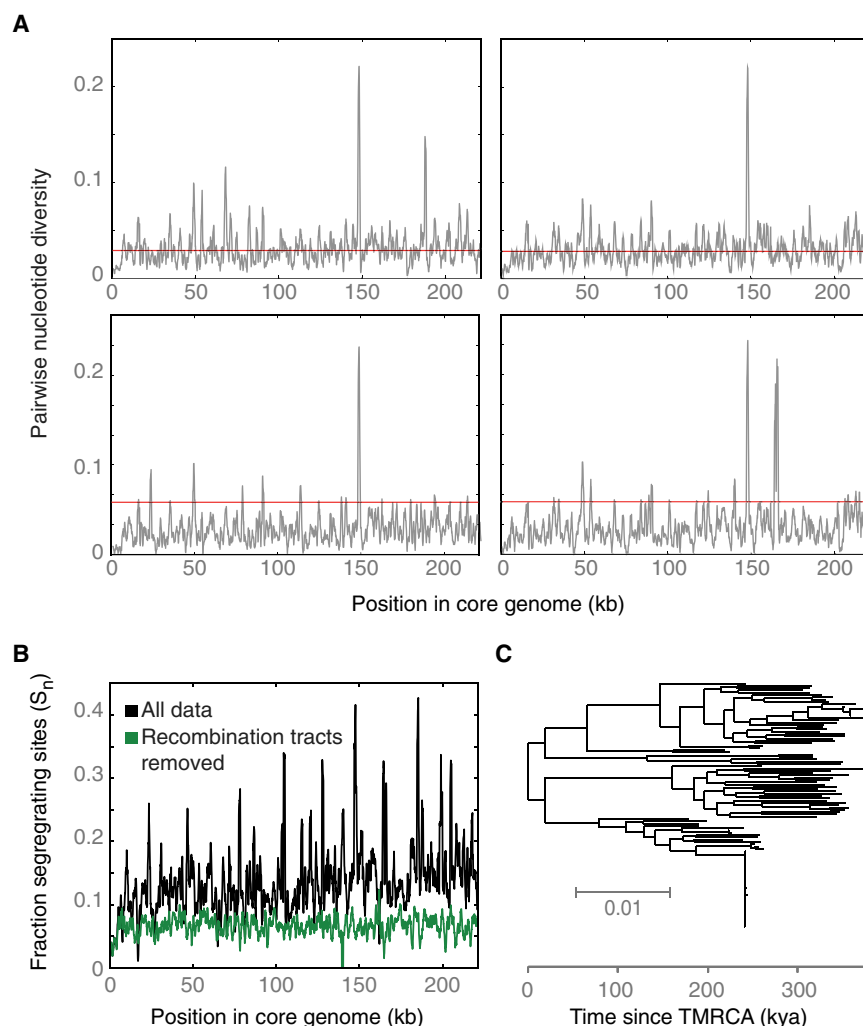 A
0.2
0.1
0
0 50 100 150 200
0 50 100 150 200
0.2
0.1
0
0 50 100 150 200
0 50 100 150 200
Pairwise nucleotide diversity
Position in core genome (kb)
B
0.4
0.3
0.2
0.1
0
All data
Recombination tracts
removed
Fraction segregrating sites (Sn)
0 50 100 150 200
Position in core genome (kb)
C
0.01
0 100 200 300
Time since TMRCA (kya)